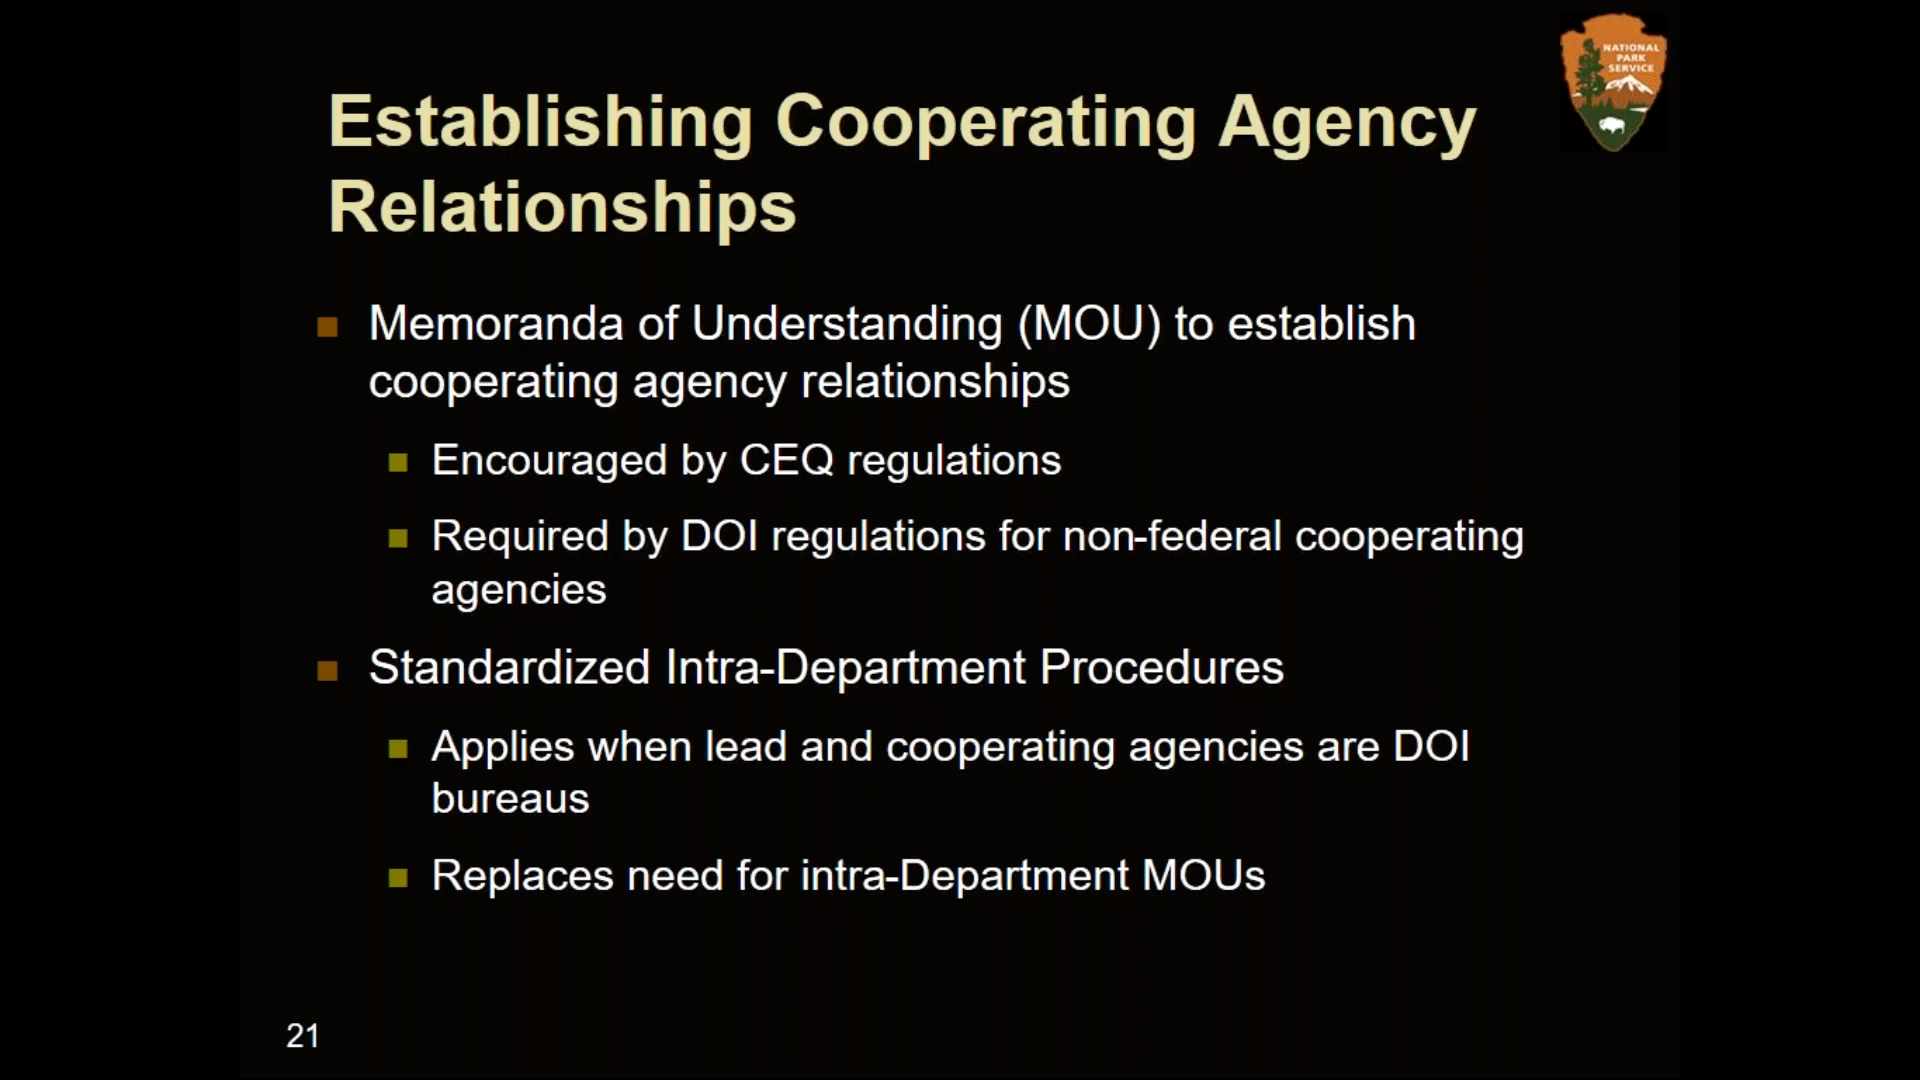 NATIONAL
PARK
SERVICE
Establishing Cooperating Agency
Relationships
Memoranda of Understanding (MOU) to establish
cooperating agency relationships
Encouraged by CEQ regulations
Required by DOI regulations for non-federal cooperating
agencies
Standardized Intra-Department Procedures
Applies when lead and cooperating agencies are DOI
bureaus
Replaces need for intra-Department MOUs
21